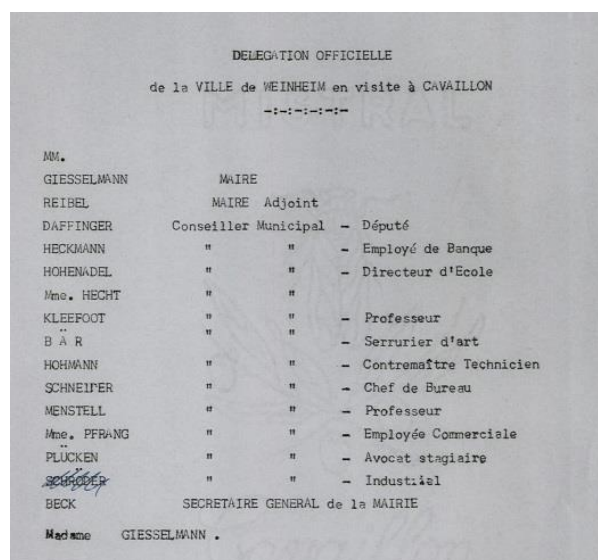 DELEGATION OFFICIELLE
de la VILLE de WEINHEIM en visite à CAVAILLON
-:-:-:-:-:-
MM.
GIESSELMANN MAIRE
REIBEL MAIRE Adjoint
DAFFINGER Conseiller Municipal - Député
HECKMANN " " - Employé de Banque
HOHENADEL " " - Directeur d'Ecole
Mme. HECHT " "
KLEEFOOT " " - Professeur
B Ä R " " - Serrurier d'art
HOHMANN " " - Contremaître Technicien
SCHNEIDER " " - Chef de Bureau
MENSTELL " " - Professeur
Mme. PFRANG " " - Employée Commerciale
PLÜCKEN " " - Avocat stagiaire
SCHRÖDER " " - Industriel
BECK SECRETAIRE GENERAL de la MAIRIE
Madame GIESSELMANN .